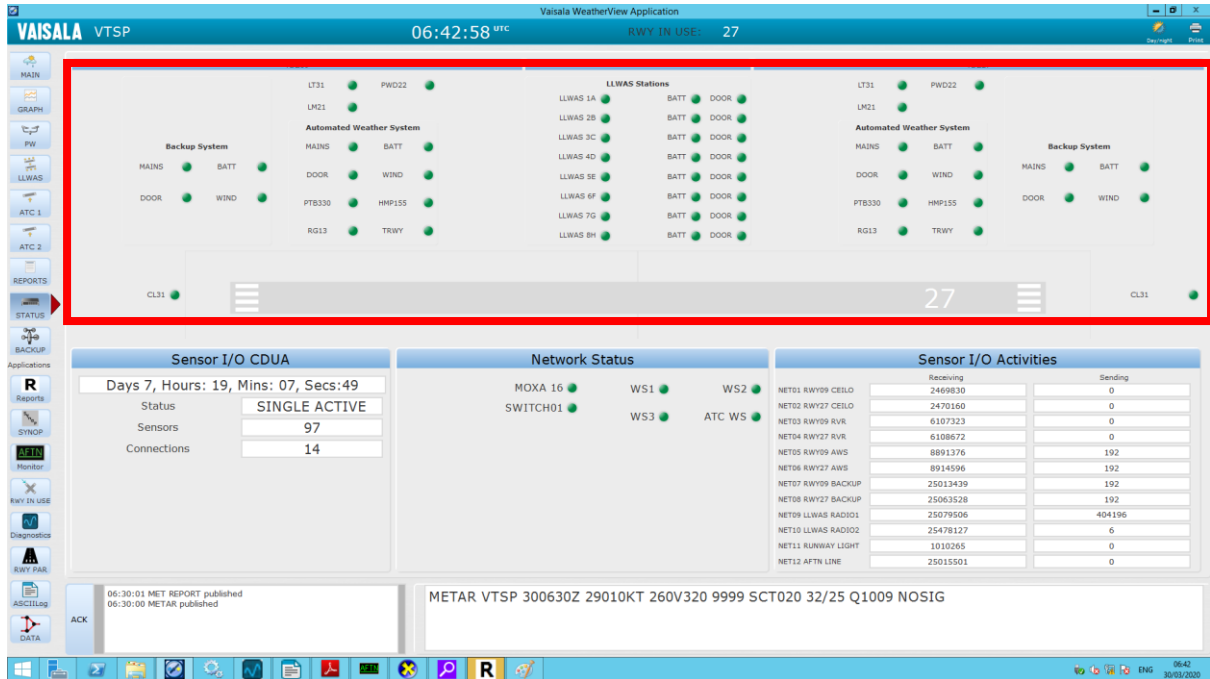 Vaisala WeatherView Application
VAISALA VTSP 06:42:58 UTC RWY IN USE: 27 Day/night Print
MAIN
GRAPH
PW
LLWAS
ATC 1
ATC 2
REPORTS
STATUS
BACKUP
Applications
R
Reports
SYNOP
AFTN
Monitor
RWY IN USE
Diagnostics
RWY PAR.
ASCIILog
DATA
LT31 PWD22
LM21
Automated Weather System
MAINS BATT
DOOR WIND
PTB330 HMP155
RG13 TRWY
Backup System
MAINS BATT
DOOR WIND
CL31
LLWAS Stations
LLWAS 1A BATT DOOR
LLWAS 2B BATT DOOR
LLWAS 3C BATT DOOR
LLWAS 4D BATT DOOR
LLWAS 5E BATT DOOR
LLWAS 6F BATT DOOR
LLWAS 7G BATT DOOR
LLWAS 8H BATT DOOR
LT31 PWD22
LM21
Automated Weather System
MAINS BATT
DOOR WIND
PTB330 HMP155
RG13 TRWY
Backup System
MAINS BATT
DOOR WIND
27
CL31
Sensor I/O CDUA
Days 7, Hours: 19, Mins: 07, Secs:49
Status SINGLE ACTIVE
Sensors 97
Connections 14
Network Status
MOXA 16 WS1 WS2
SWITCH01 WS3 ATC WS
Sensor I/O Activities
Receiving Sending
NET01 RWY09 CEILO 2469830 0
NET02 RWY27 CEILO 2470160 0
NET03 RWY09 RVR 6107323 0
NET04 RWY27 RVR 6108672 0
NET05 RWY09 AWS 8891376 192
NET06 RWY27 AWS 8914596 192
NET07 RWY09 BACKUP 25013439 192
NET08 RWY27 BACKUP 25063528 192
NET09 LLWAS RADIO1 25079506 404196
NET10 LLWAS RADIO2 25478127 6
NET11 RUNWAY LIGHT 1010265 0
NET12 AFTN LINE 25015501 0
ACK
06:30:01 MET REPORT published
06:30:00 METAR published
METAR VTSP 300630Z 29010KT 260V320 9999 SCT020 32/25 Q1009 NOSIG
AFTN
R
ENG
06:42
30/03/2020